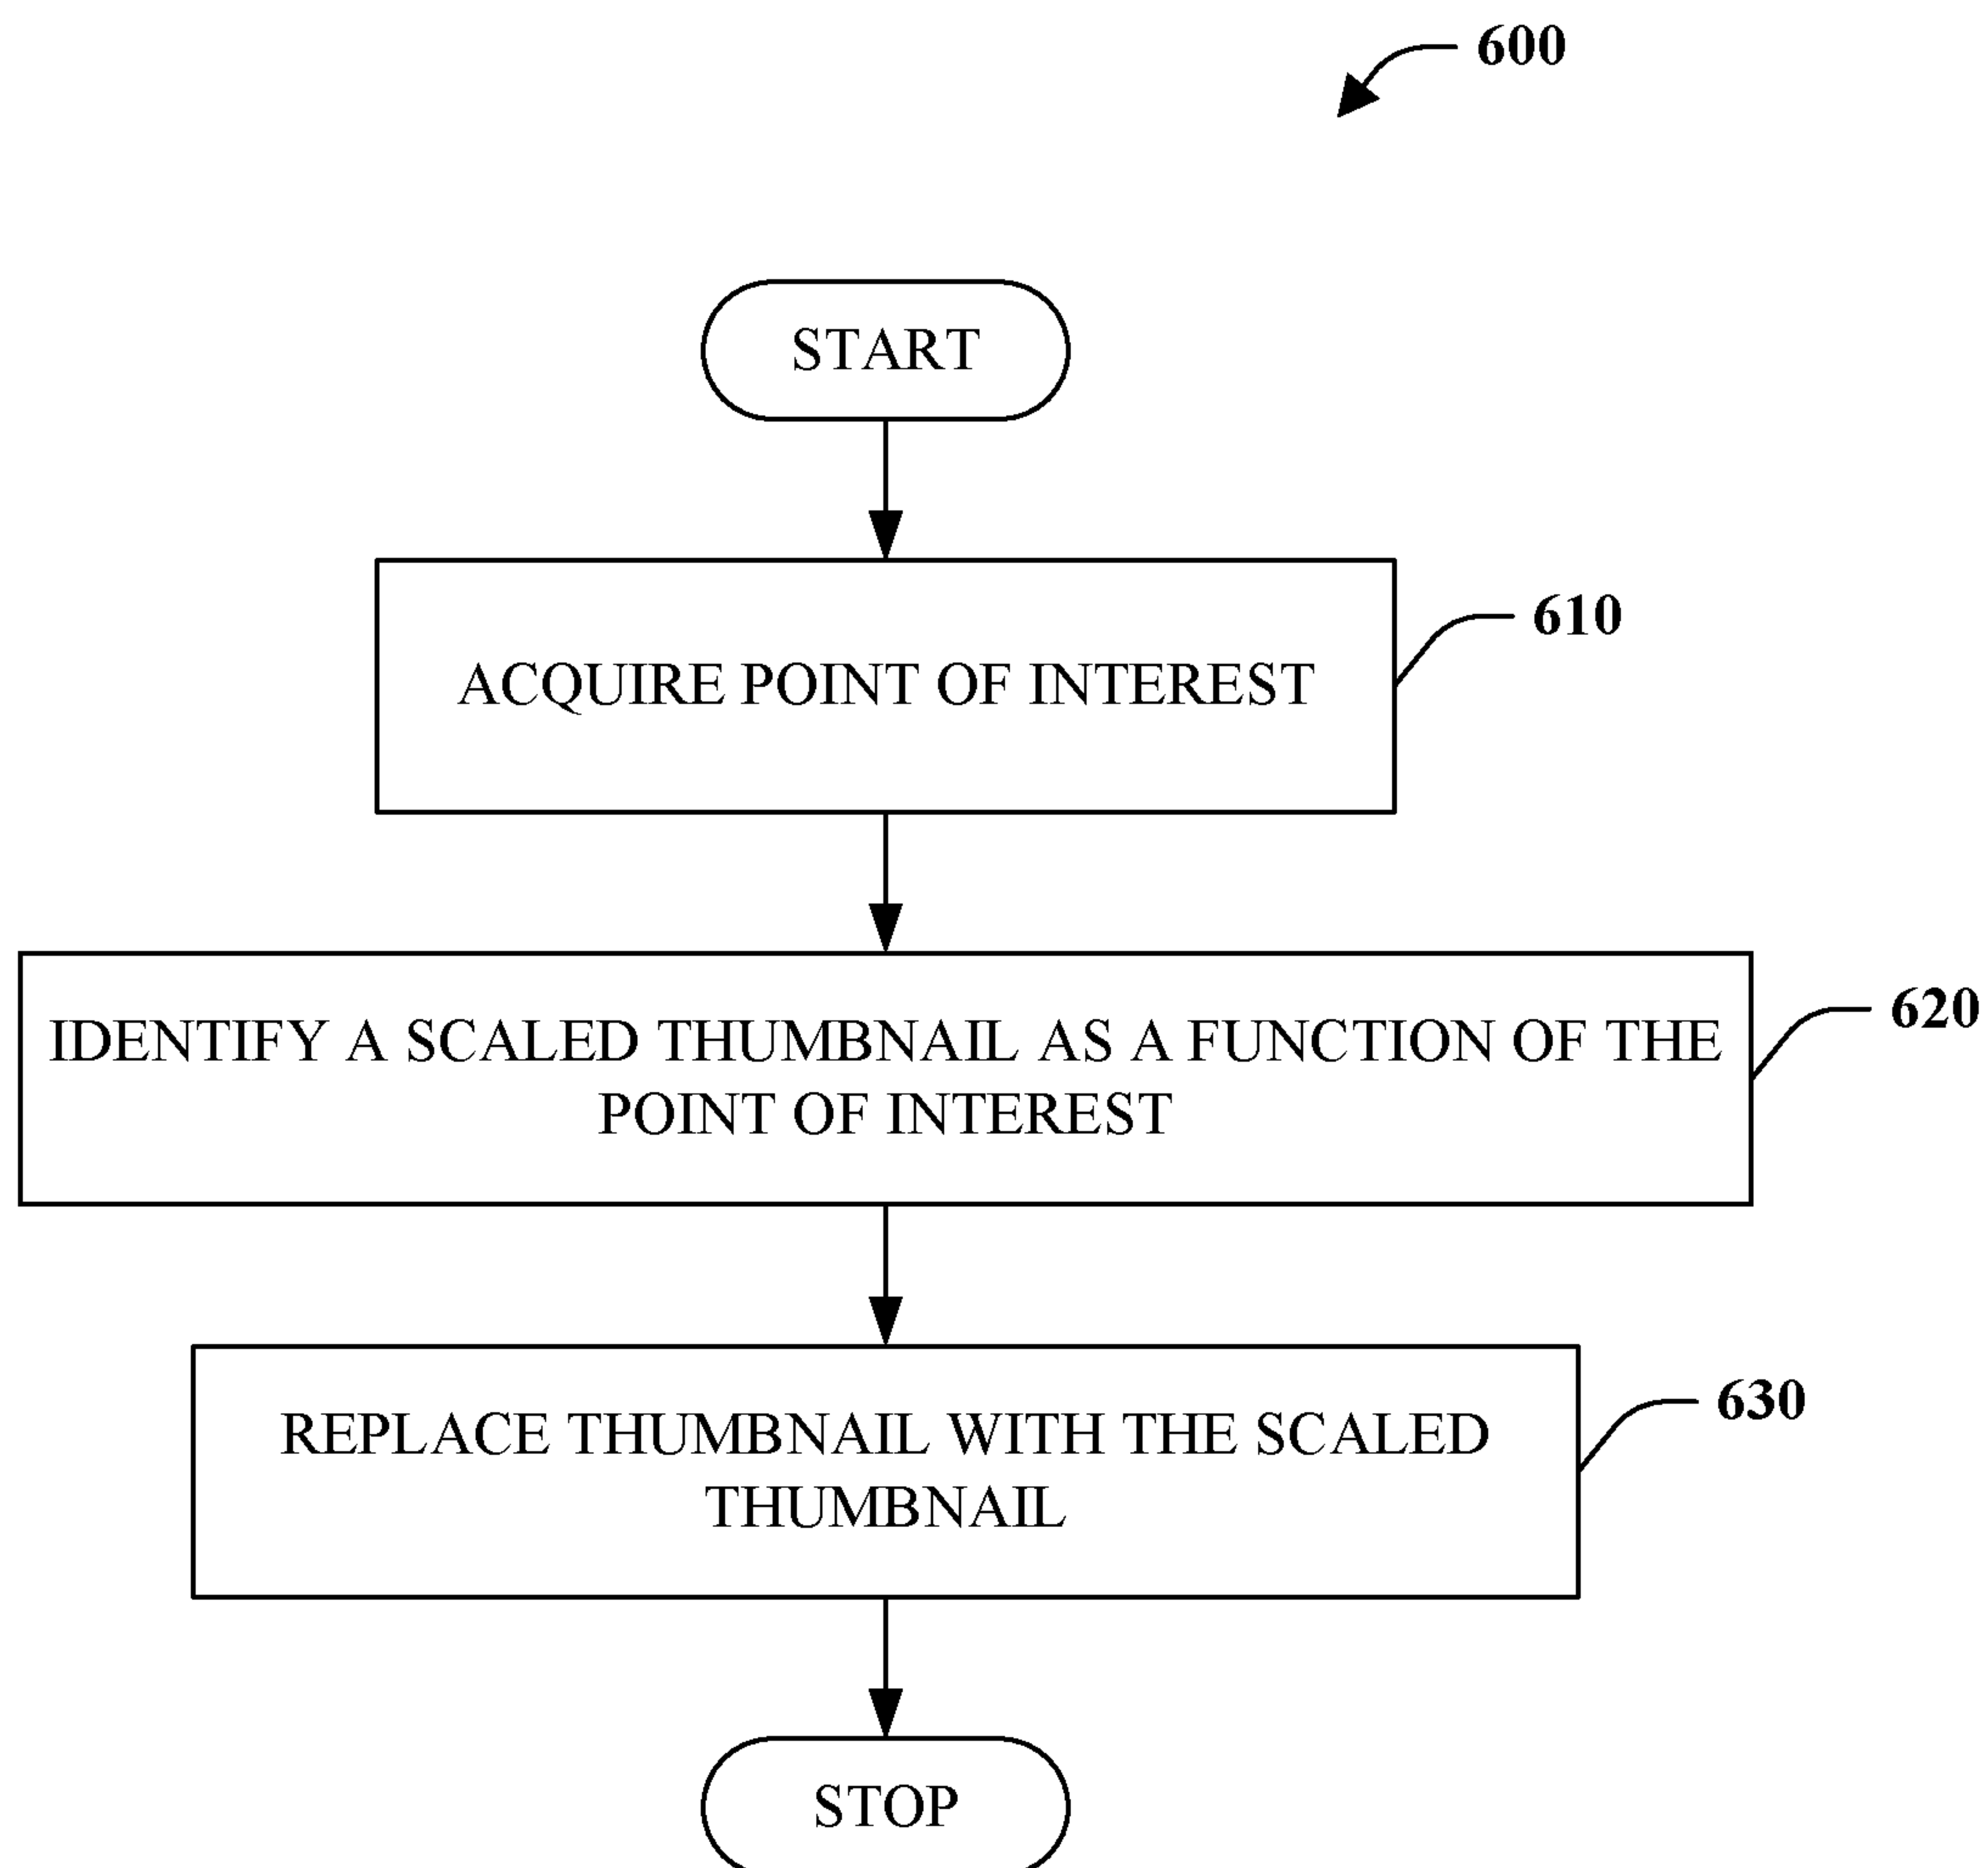 600
START
ACQUIRE POINT OF INTEREST
610
IDENTIFY A SCALED THUMBNAIL AS A FUNCTION OF THE
POINT OF INTEREST
620
REPLACE THUMBNAIL WITH THE SCALED
THUMBNAIL
630
STOP